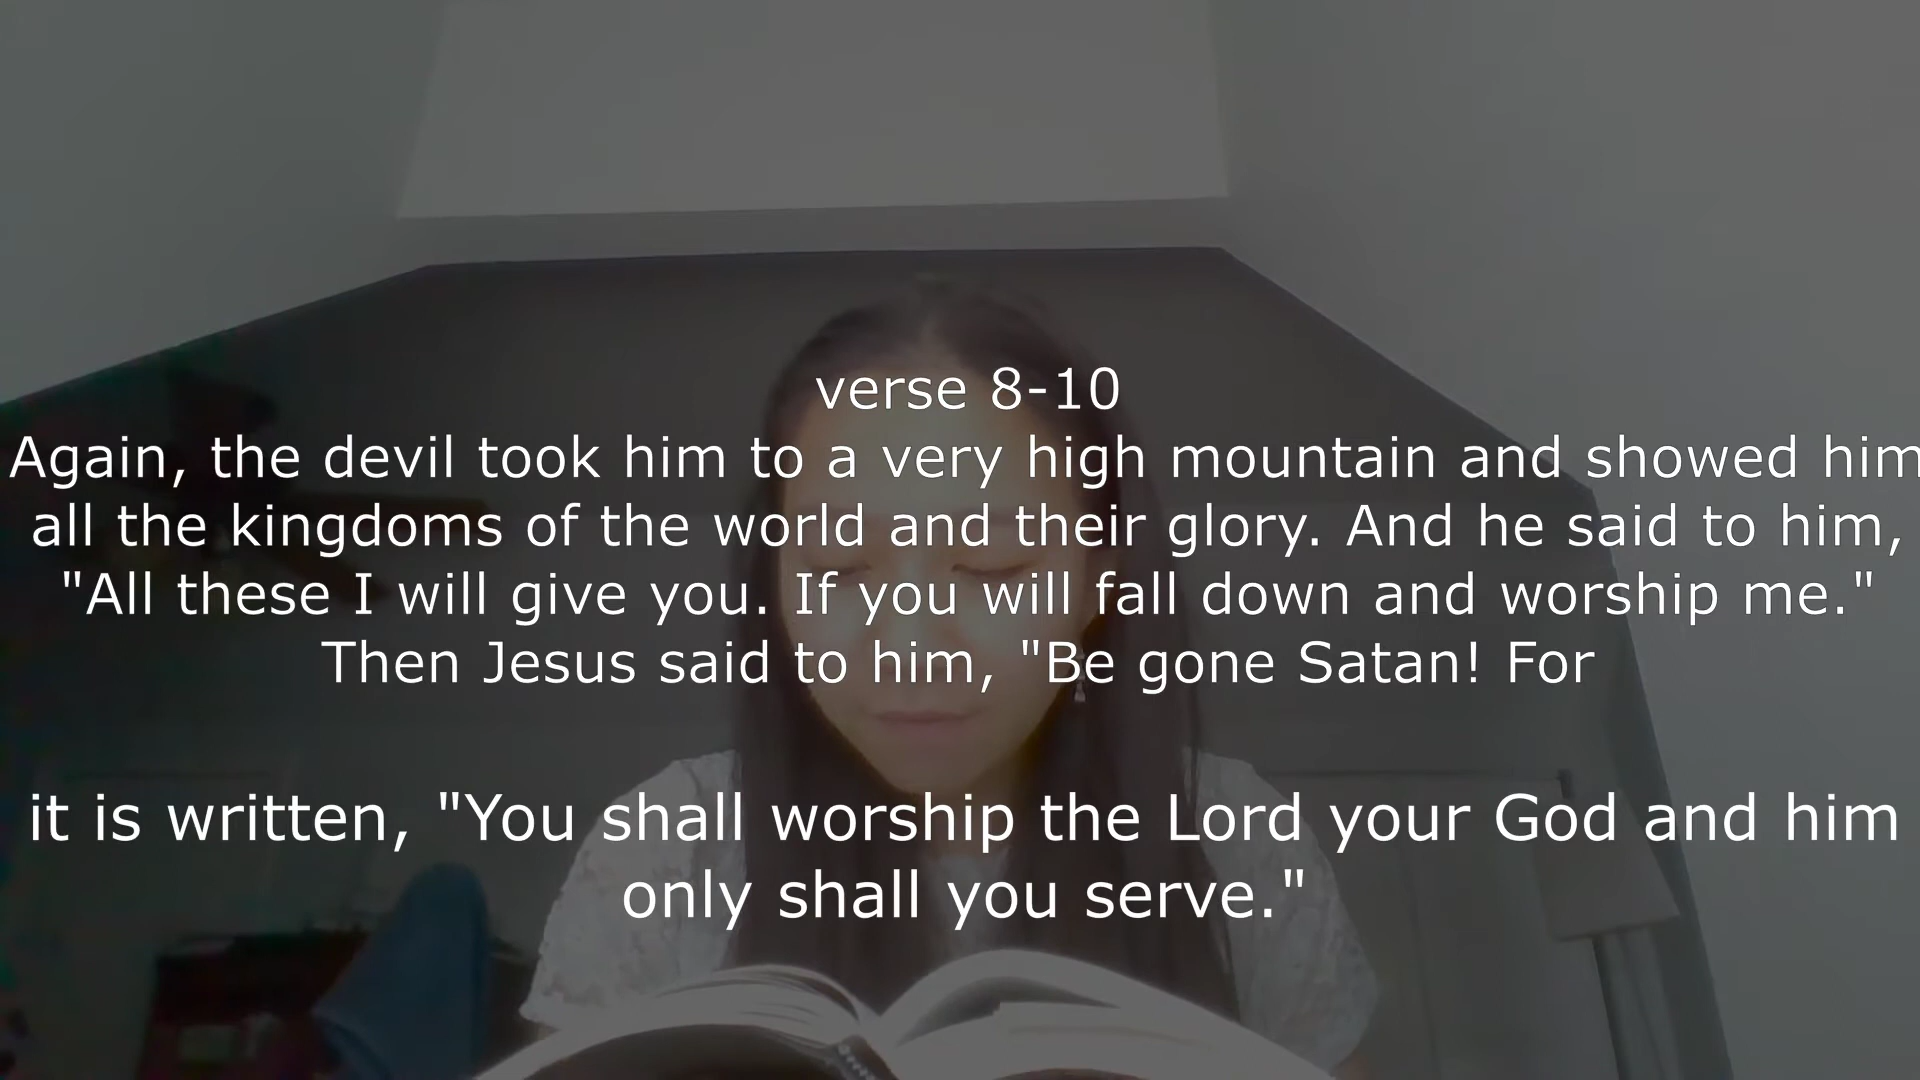 verse 8-10
Again, the devil took him to a very high mountain and showed him
all the kingdoms of the world and their glory. And he said to him,
"All these I will give you. If you will fall down and worship me."
Then Jesus said to him, "Be gone Satan! For
it is written, "You shall worship the Lord your God and him
only shall you serve."